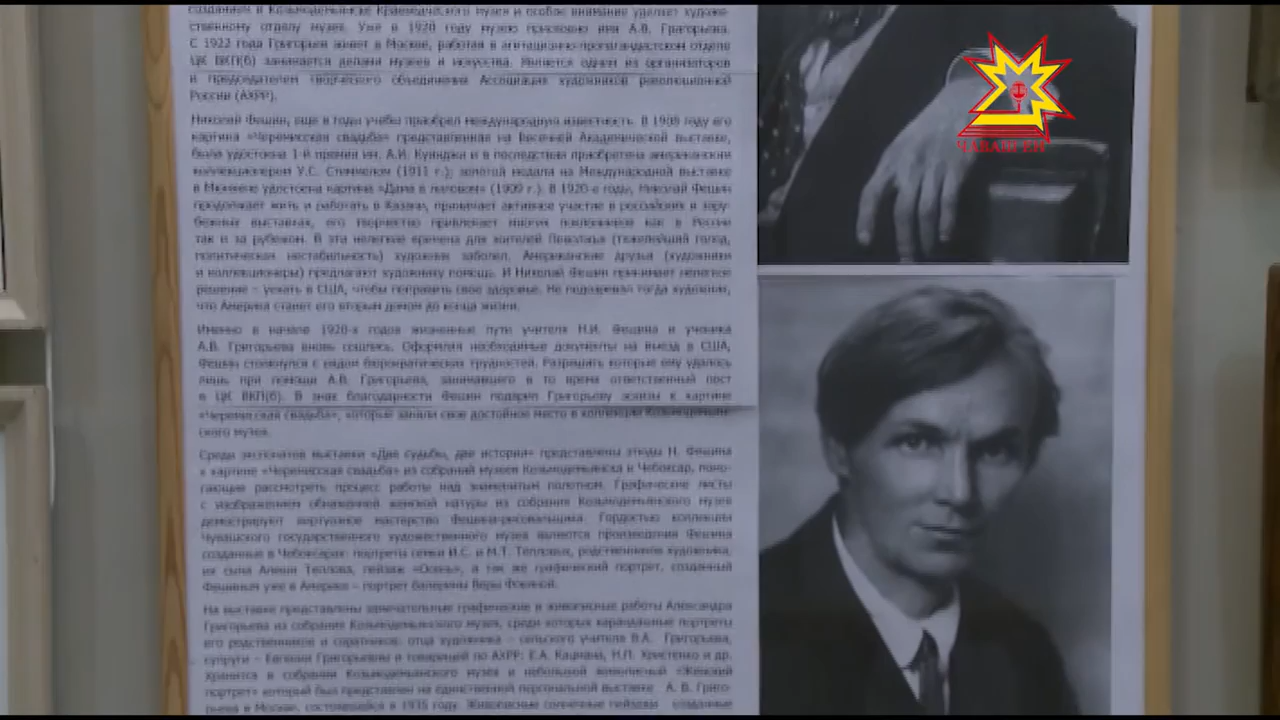 созданием в Козьмодемьянске Краеведческого музея и особое внимание уделяет художе-
ственному отделу музея. Уже в 1920 году музею присвоено имя А.В. Григорьева.
С 1922 года Григорьев живет в Москве, работая в агитационно-пропагандистском отделе
ЦК ВКП(б) занимается делами музеев и искусства. Является одним из организаторов
и председателем творческого объединения Ассоциация художников революционной
России (АХРР).
Николай Фешин, еще в годы учебы приобрел международную известность. В 1908 году его
картина «Черемисская свадьба» представленная на Весенней Академической выставке,
была удостоена 1-й премии им. А.И. Куинджи и в последствии приобретена американским
коллекционером У.С. Стиммелом (1911 г.); золотой медали на Международной выставке
в Мюнхене удостоена картина «Дама в лиловом» (1909 г.). В 1920-е годы, Николай Фешин
продолжает жить и работать в Казани, принимает активное участие в российских и зару-
бежных выставках, его творчество привлекает многих поклонников как в России
так и за рубежом. В эти нелегкие времена для жителей Поволжья (тяжелейший голод,
политическая нестабильность) художник заболел. Американские друзья (художники
и коллекционеры) предлагают художнику помощь. И Николай Фешин принимает нелегкое
решение – уехать в США, чтобы поправить свое здоровье. Не подозревал тогда художник,
что Америка станет его вторым домом до конца жизни.
Именно в начале 1920-х годов жизненные пути учителя Н.И. Фешина и ученика
А.В. Григорьева вновь сошлись. Оформляя необходимые документы на выезд в США,
Фешин столкнулся с рядом бюрократических трудностей. Разрешить которые ему удалось
лишь при помощи А.В. Григорьева, занимавшего в то время ответственный пост
в ЦК ВКП(б). В знак благодарности Фешин подарил Григорьеву эскизы к картине
«Черемисская свадьба», которые заняли свое достойное место в коллекции Козьмодемьян-
ского музея.
Среди экспонатов выставки «Две судьбы, две истории» представлены этюды Н. Фешина
к картине «Черемисская свадьба» из собраний музеев Козьмодемьянска и Чебоксар, помо-
гающие рассмотреть процесс работы над знаменитым полотном. Графические листы
с изображением обнаженной женской натуры из собрания Козьмодемьянского музея
демонстрируют виртуозное мастерство Фешина-рисовальщика. Гордостью коллекции
Чувашского государственного художественного музея являются произведения Фешина
созданные в Чебоксарах: портреты семьи И.С. и М.Т. Тепловых, родственников художника,
их сына Алеши Теплова, пейзаж «Осень», а так же графический портрет, созданный
Фешиным уже в Америке – портрет балерины Веры Фокиной.
На выставке представлены замечательные графические и живописные работы Александра
Григорьева из собрания Козьмодемьянского музея, среди которых карандашные портреты
его родственников и соратников: отца художника – сельского учителя В.А. Григорьева,
супруги – Евгении Григорьевны и товарищей по АХРР: Е.А. Кацмана, Н.П. Христенко и др.
Хранится в собрании Козьмодемьянского музея и небольшой живописный «Женский
портрет» который был представлен на единственной персональной выставке А. В. Григо-
рьева в Москве, состоявшейся в 1935 году. Живописные солнечные пейзажи созданные
ЧĂВАШ ЕН